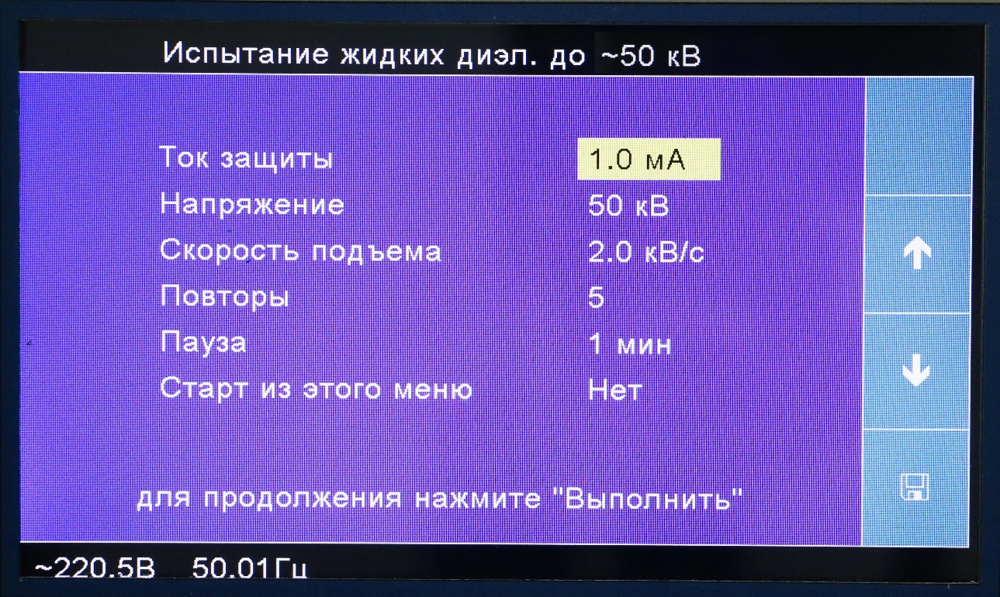 Испытание жидких диэл. до ~50 кВ
Ток защиты 1.0 мА
Напряжение 50 кВ
Скорость подъема 2.0 кВ/с
Повторы 5
Пауза 1 мин
Старт из этого меню Нет
для продолжения нажмите "Выполнить"
~220.5В 50.01Гц